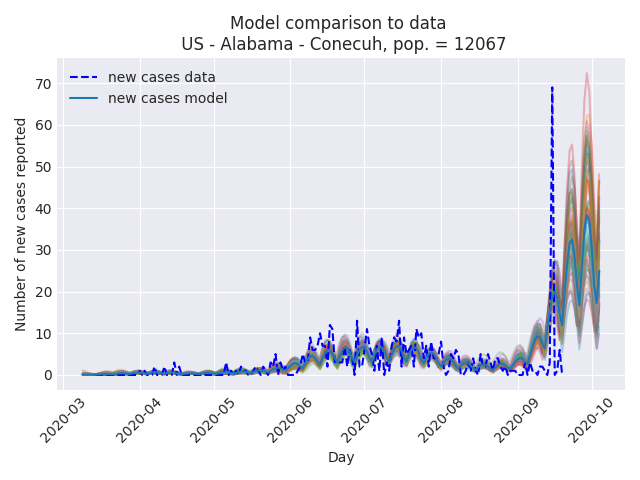 Model comparison to data
US - Alabama - Conecuh, pop. = 12067
new cases data
new cases model
Number of new cases reported
70
60
50
40
30
20
10
0
2020-03
2020-04
2020-05
2020-06
2020-07
2020-08
2020-09
2020-10
Day